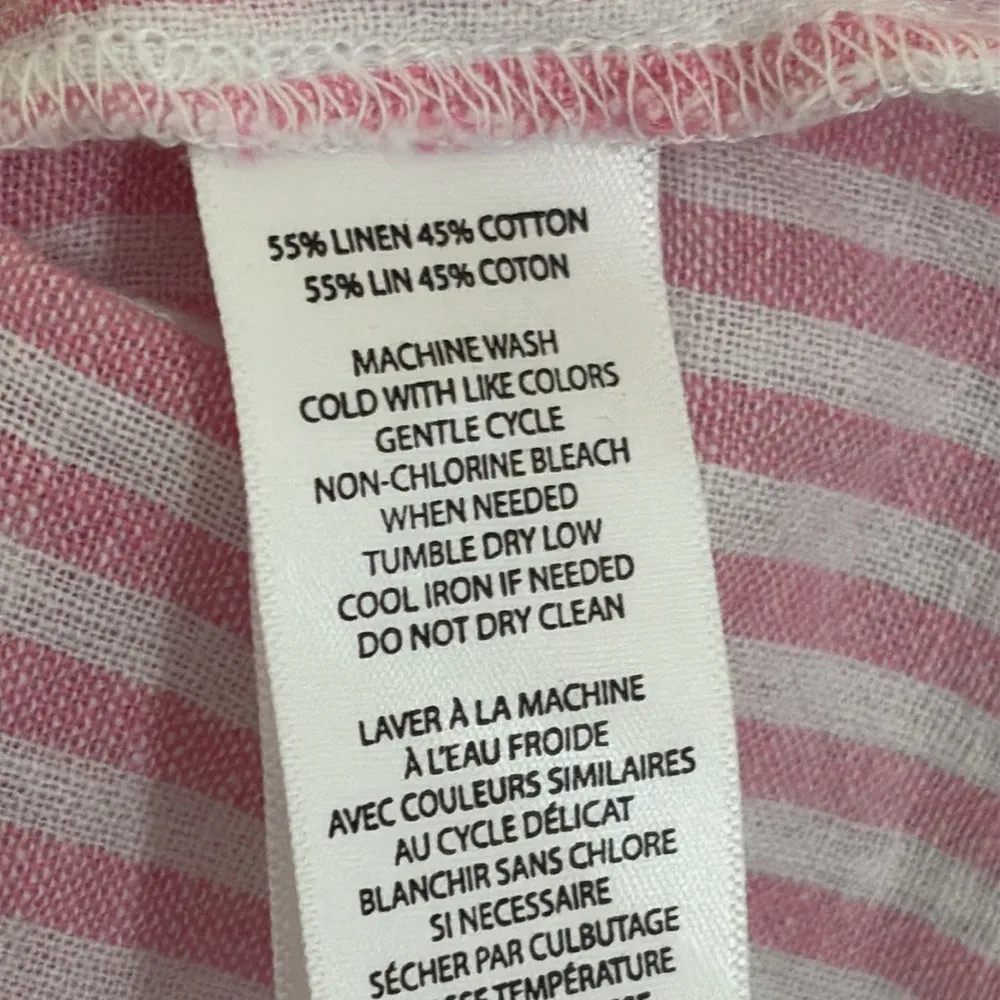 55% LINEN 45% COTTON
55% LIN 45% COTON
MACHINE WASH
COLD WITH LIKE COLORS
GENTLE CYCLE
NON-CHLORINE BLEACH
WHEN NEEDED
TUMBLE DRY LOW
COOL IRON IF NEEDED
DO NOT DRY CLEAN
LAVER À LA MACHINE
À L'EAU FROIDE
AVEC COULEURS SIMILAIRES
AU CYCLE DÉLICAT
BLANCHIR SANS CHLORE
SI NECESSAIRE
SÉCHER PAR CULBUTAGE
TEMPÉRATURE